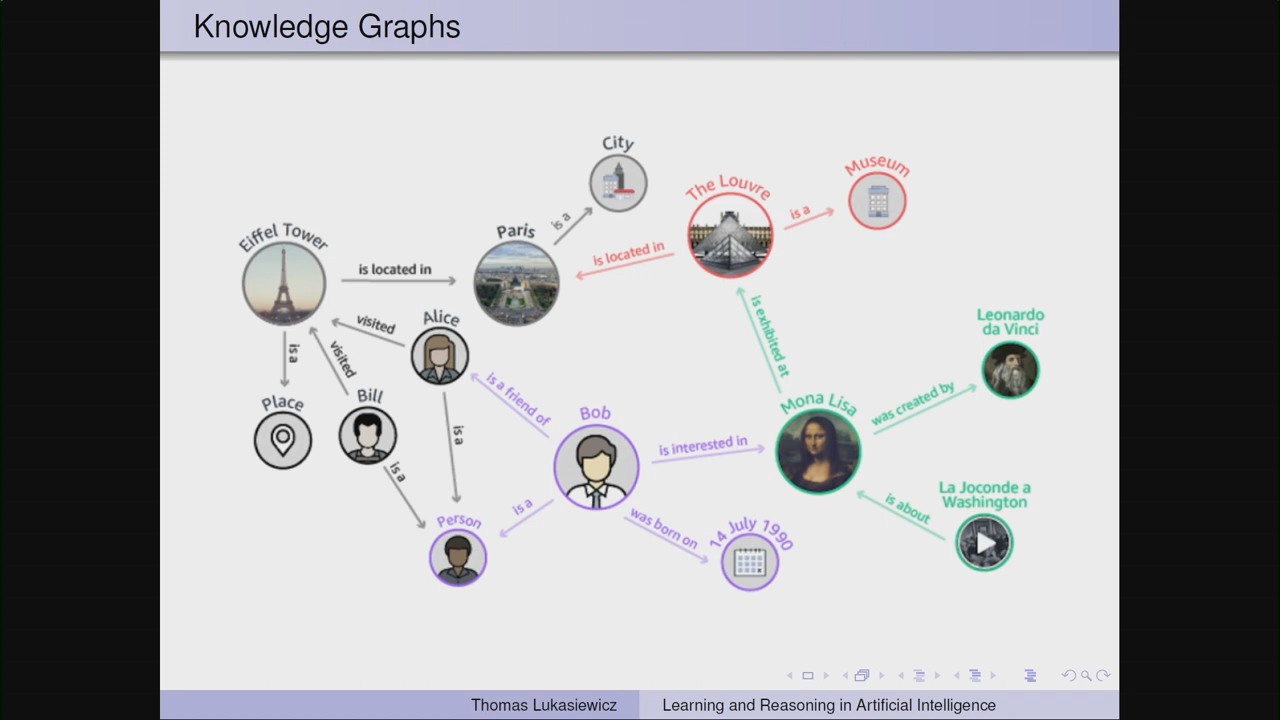 Knowledge Graphs
City
Museum
The Louvre
is a
is a
Paris
Eiffel Tower
is located in
is located in
Alice
visited
visited
is a
is exhibited at
Leonardo
da Vinci
Place
Bill
is a friend of
Bob
Mona Lisa
was created by
is a
is interested in
is a
La Joconde a
Washington
is about
is a
Person
was born on
14 July 1990
Thomas Lukasiewicz
Learning and Reasoning in Artificial Intelligence